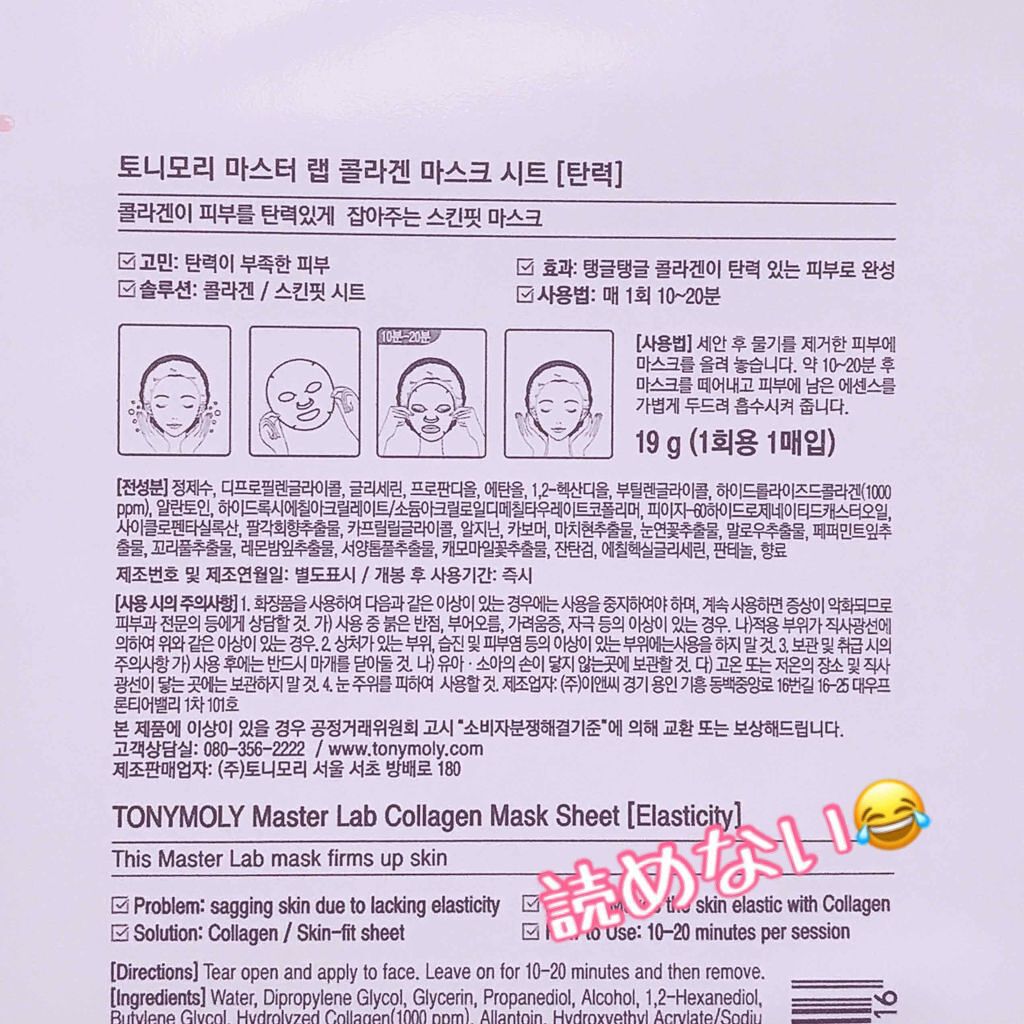 토니모리 마스터 랩 콜라겐 마스크 시트 [탄력]
콜라겐이 피부를 탄력있게 잡아주는 스킨핏 마스크
☑ 고민: 탄력이 부족한 피부
☑ 솔루션: 콜라겐 / 스킨핏 시트
☑ 효과: 탱글탱글 콜라겐이 탄력 있는 피부로 완성
☑ 사용법: 매 1회 10~20분
10분~20분
[사용법] 세안 후 물기를 제거한 피부에
마스크를 올려 놓습니다. 약 10~20분 후
마스크를 떼어내고 피부에 남은 에센스를
가볍게 두드려 흡수시켜 줍니다.
19 g (1회용 1매입)
[전성분] 정제수, 디프로필렌글라이콜, 글리세린, 프로판디올, 에탄올, 1,2-헥산디올, 부틸렌글라이콜, 하이드롤라이즈드콜라겐(1000
ppm), 알란토인, 하이드록시에칠아크릴레이트/소듐아크릴로일디메칠타우레이트코폴리머, 피이지-60하이드로제네이티드캐스터오일,
사이클로펜타실록산, 팔각회향추출물, 카프릴릴글라이콜, 알지닌, 카보머, 마치현추출물, 눈연꽃추출물, 말로우추출물, 페퍼민트잎추
출물, 꼬리풀추출물, 레몬밤잎추출물, 서양톱풀추출물, 캐모마일꽃추출물, 잔탄검, 에칠헥실글리세린, 판테놀, 향료
제조번호 및 제조연월일: 별도표시 / 개봉 후 사용기간: 즉시
[사용 시의 주의사항] 1. 화장품을 사용하여 다음과 같은 이상이 있는 경우에는 사용을 중지하여야 하며, 계속 사용하면 증상이 악화되므로
피부과 전문의 등에게 상담할 것. 가) 사용 중 붉은 반점, 부어오름, 가려움증, 자극 등의 이상이 있는 경우. 나)적용 부위가 직사광선에
의하여 위와 같은 이상이 있는 경우. 2. 상처가 있는 부위, 습진 및 피부염 등의 이상이 있는 부위에는사용을 하지 말 것. 3. 보관 및 취급 시의
주의사항 가) 사용 후에는 반드시 마개를 닫아둘 것. 나) 유아·소아의 손이 닿지 않는곳에 보관할 것. 다) 고온 또는 저온의 장소 및 직사
광선이 닿는 곳에는 보관하지 말 것. 4. 눈 주위를 피하여 사용할 것. 제조업자: (주)이앤씨 경기 용인 기흥 동백중앙로 16번길 16-25 대우프
론티어밸리 1차 101호
본 제품에 이상이 있을 경우 공정거래위원회 고시 "소비자분쟁해결기준"에 의해 교환 또는 보상해드립니다.
고객상담실: 080-356-2222 / www.tonymoly.com
제조판매업자: (주)토니모리 서울 서초 방배로 180
TONYMOLY Master Lab Collagen Mask Sheet [Elasticity]
This Master Lab mask firms up skin
読めない😂
☑ Problem: sagging skin due to lacking elasticity
☑ Solution: Collagen / Skin-fit sheet
☑ the skin elastic with Collagen
☑ to Use: 10-20 minutes per session
[Directions] Tear open and apply to face. Leave on for 10-20 minutes and then remove.
[Ingredients] Water, Dipropylene Glycol, Glycerin, Propanediol, Alcohol, 1,2-Hexanediol,
Butylene Glycol, Hydrolyzed Collagen(1000 ppm), Allantoin, Hydroxyethyl Acrylate/Sodiu
16